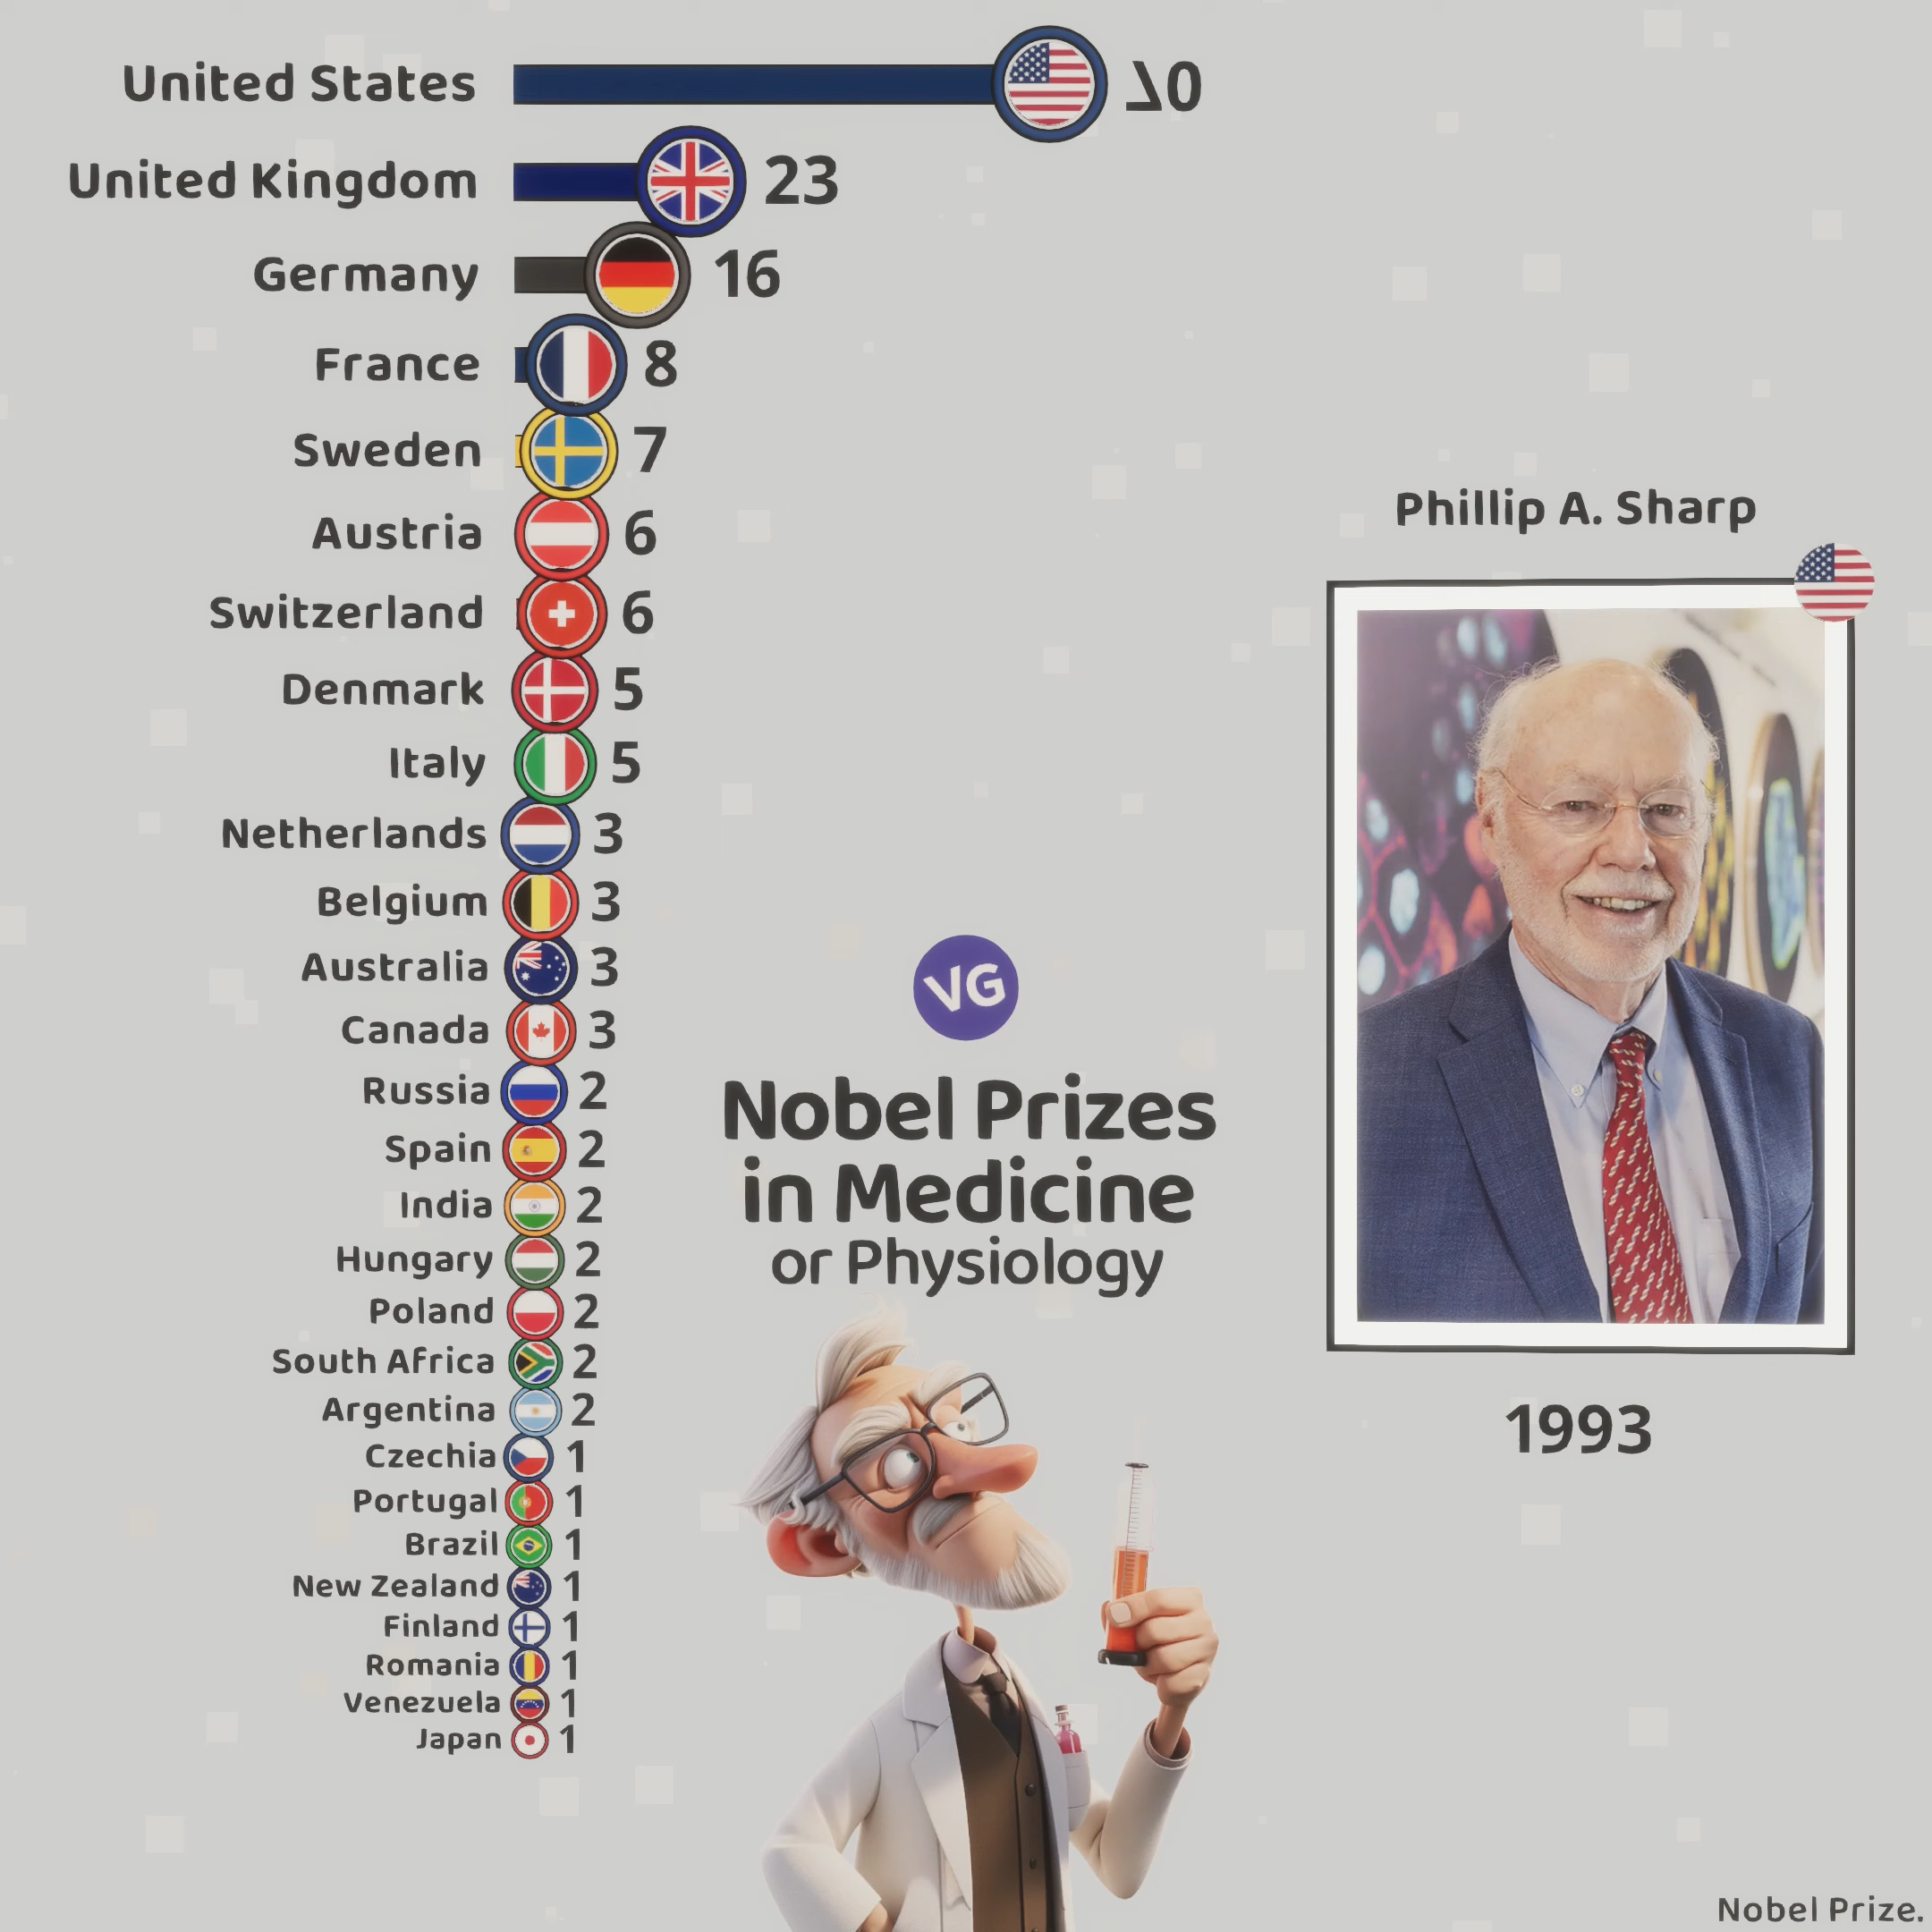 United States 70
United Kingdom 23
Germany 16
France 8
Sweden 7
Austria 6
Switzerland 6
Denmark 5
Italy 5
Netherlands 3
Belgium 3
Australia 3
Canada 3
Russia 2
Spain 2
India 2
Hungary 2
Poland 2
South Africa 2
Argentina 2
Czechia 1
Portugal 1
Brazil 1
New Zealand 1
Finland 1
Romania 1
Venezuela 1
Japan 1
VG
Nobel Prizes
in Medicine
or Physiology
Phillip A. Sharp
1993
Nobel Prize.